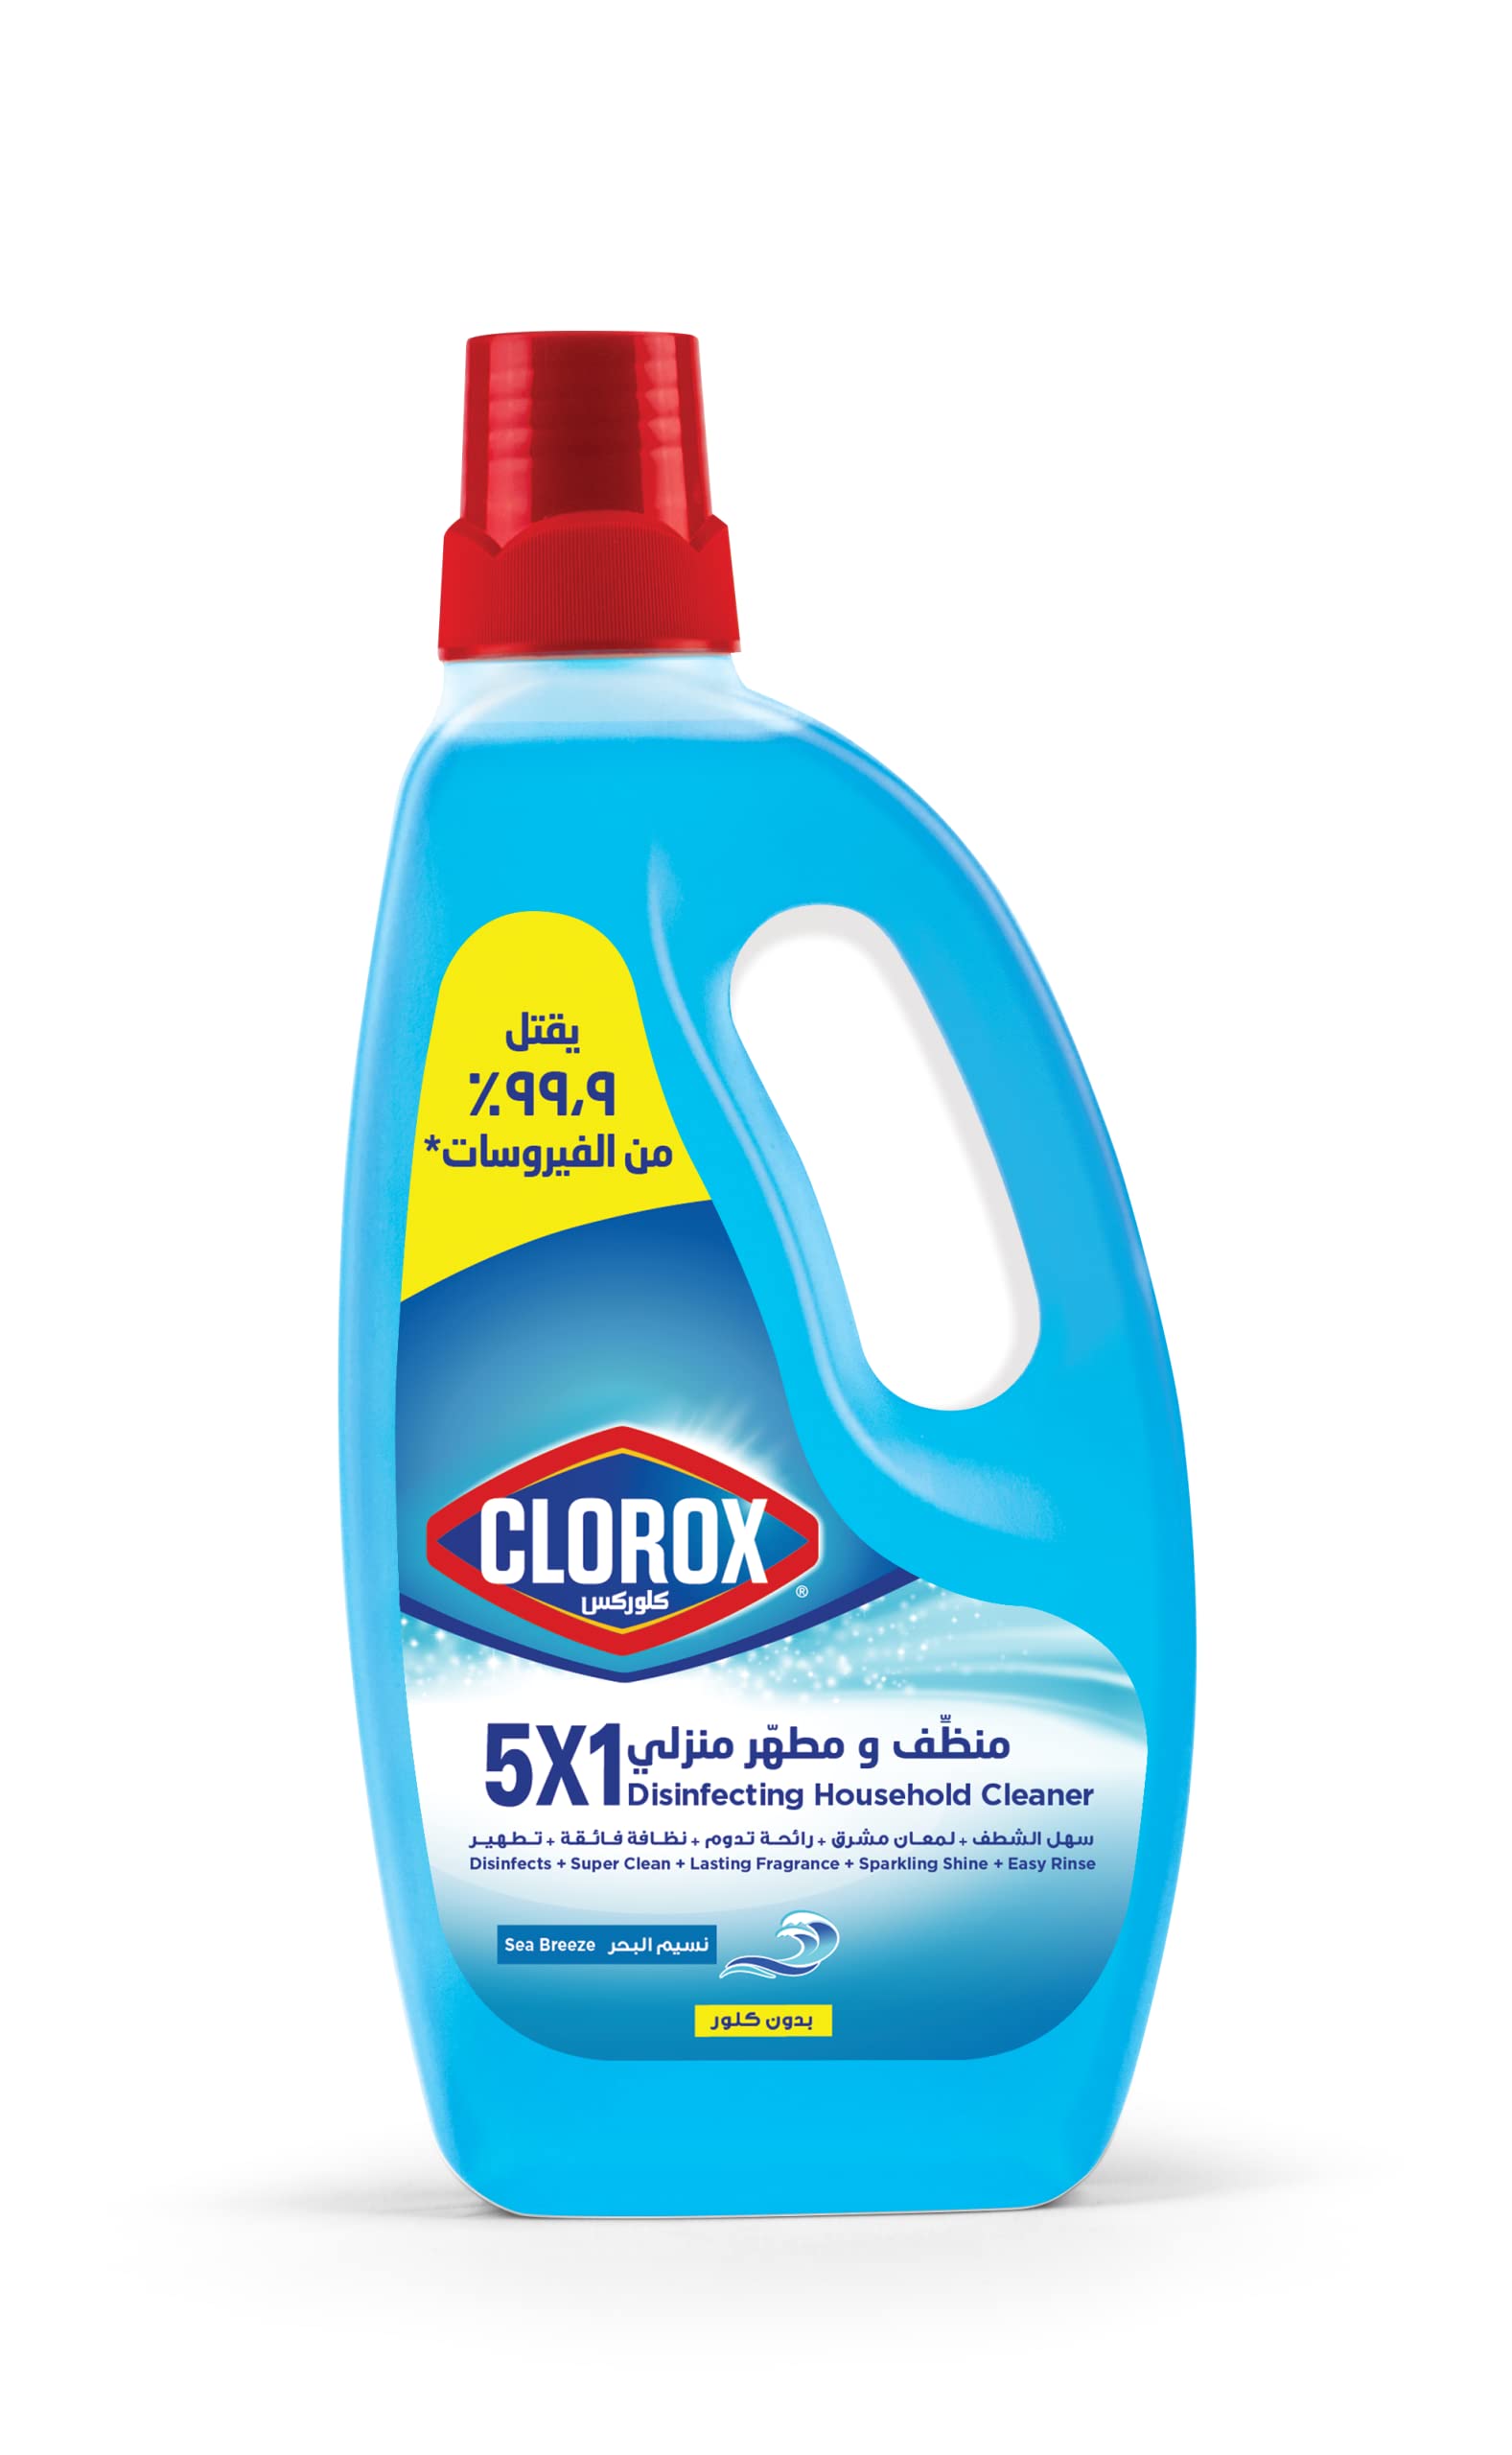 يقتل
٩٩٫٩٪
من الفيروسات*
CLOROX
كلوركس
®
5X1
منظّف و مطهّر منزلي
Disinfecting Household Cleaner
سهل الشطف + لمعان مشرق + رائحة تدوم + نظافة فائقة + تطهير
Disinfects + Super Clean + Lasting Fragrance + Sparkling Shine + Easy Rinse
Sea Breeze نسيم البحر
بدون كلور